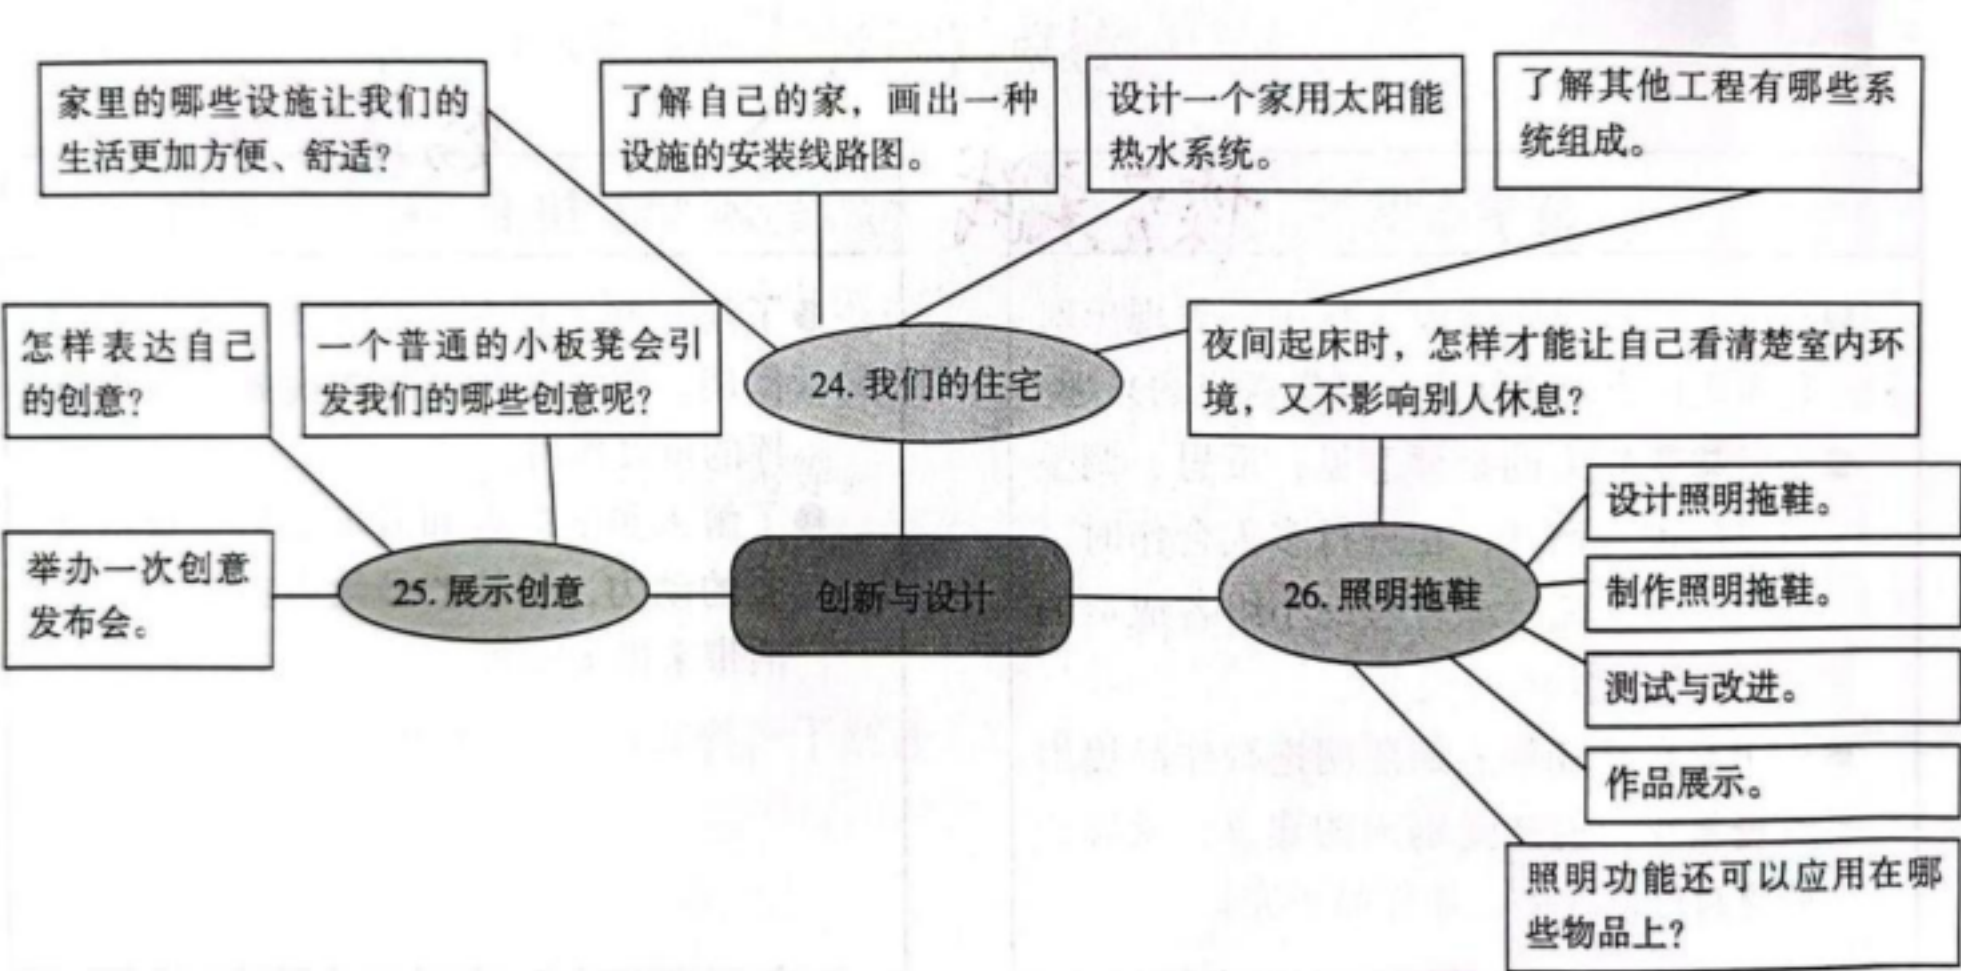 家里的哪些设施让我们的
生活更加方便、舒适?
了解自己的家，画出一种
设施的安装线路图。
设计一个家用太阳能
热水系统。
了解其他工程有哪些系
统组成。
怎样表达自己
的创意?
一个普通的小板凳会引
发我们的哪些创意呢?
24. 我们的住宅
夜间起床时，怎样才能让自己看清楚室内环
境，又不影响别人休息?
举办一次创意
发布会。
25. 展示创意
创新与设计
26. 照明拖鞋
设计照明拖鞋。
制作照明拖鞋。
测试与改进。
作品展示。
照明功能还可以应用在哪
些物品上?